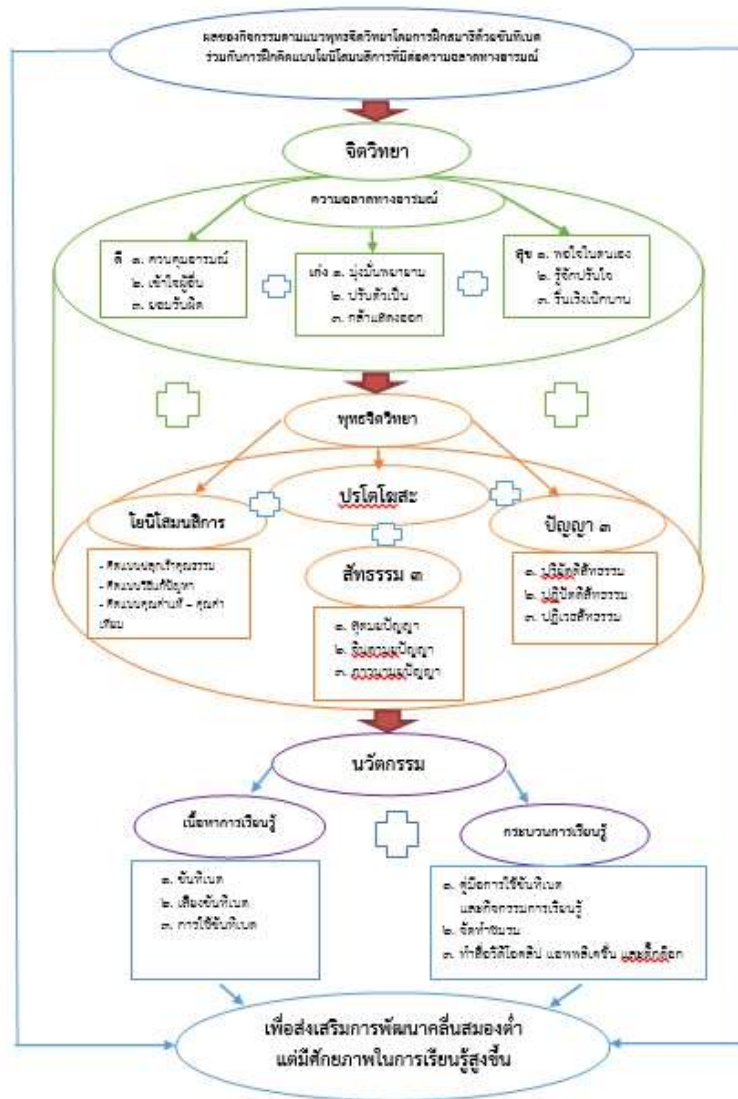 ผลของกิจกรรมตามแนวพุทธจิตวิทยาโดยการฝึกสมาธิด้วยขันทิเบต
ร่วมกับการฝึกคิดแบบโยนิโสมนสิการที่มีต่อความฉลาดทางอารมณ์
จิตวิทยา
ความฉลาดทางอารมณ์
ดี ๑. ควบคุมอารมณ์
๒. เข้าใจผู้อื่น
๓. ยอมรับผิด
เก่ง ๑. มุ่งมั่นพยายาม
๒. ปรับตัวเป็น
๓. กล้าแสดงออก
สุข ๑. พอใจในตนเอง
๒. รู้จักปรับใจ
๓. รื่นเริงเบิกบาน
พุทธจิตวิทยา
โยนิโสมนสิการ
- คิดแบบปลุกเร้าคุณธรรม
- คิดแบบวิธีแก้ปัญหา
- คิดแบบคุณค่าแท้ – คุณค่า
เทียม
ปรโตโฆสะ
สัทธรรม ๓
๑. สุตมยปัญญา
๒. จินตามยปัญญา
๓. ภาวนามยปัญญา
ปัญญา ๓
๑. ปริยัตติสัทธรรม
๒. ปฏิปัตติสัทธรรม
๓. ปฏิเวธสัทธรรม
นวัตกรรม
เนื้อหาการเรียนรู้
๑. ขันทิเบต
๒. เสียงขันทิเบต
๓. การใช้ขันทิเบต
กระบวนการเรียนรู้
๑. คู่มือการใช้ขันทิเบต
และกิจกรรมการเรียนรู้
๒. จัดทำชมรม
๓. ทำสื่อวิดีโอคลิป แอพพลิเคชั่น และติ๊กต็อก
เพื่อส่งเสริมการพัฒนาคลื่นสมองต่ำ
แต่มีศักยภาพในการเรียนรู้สูงขึ้น